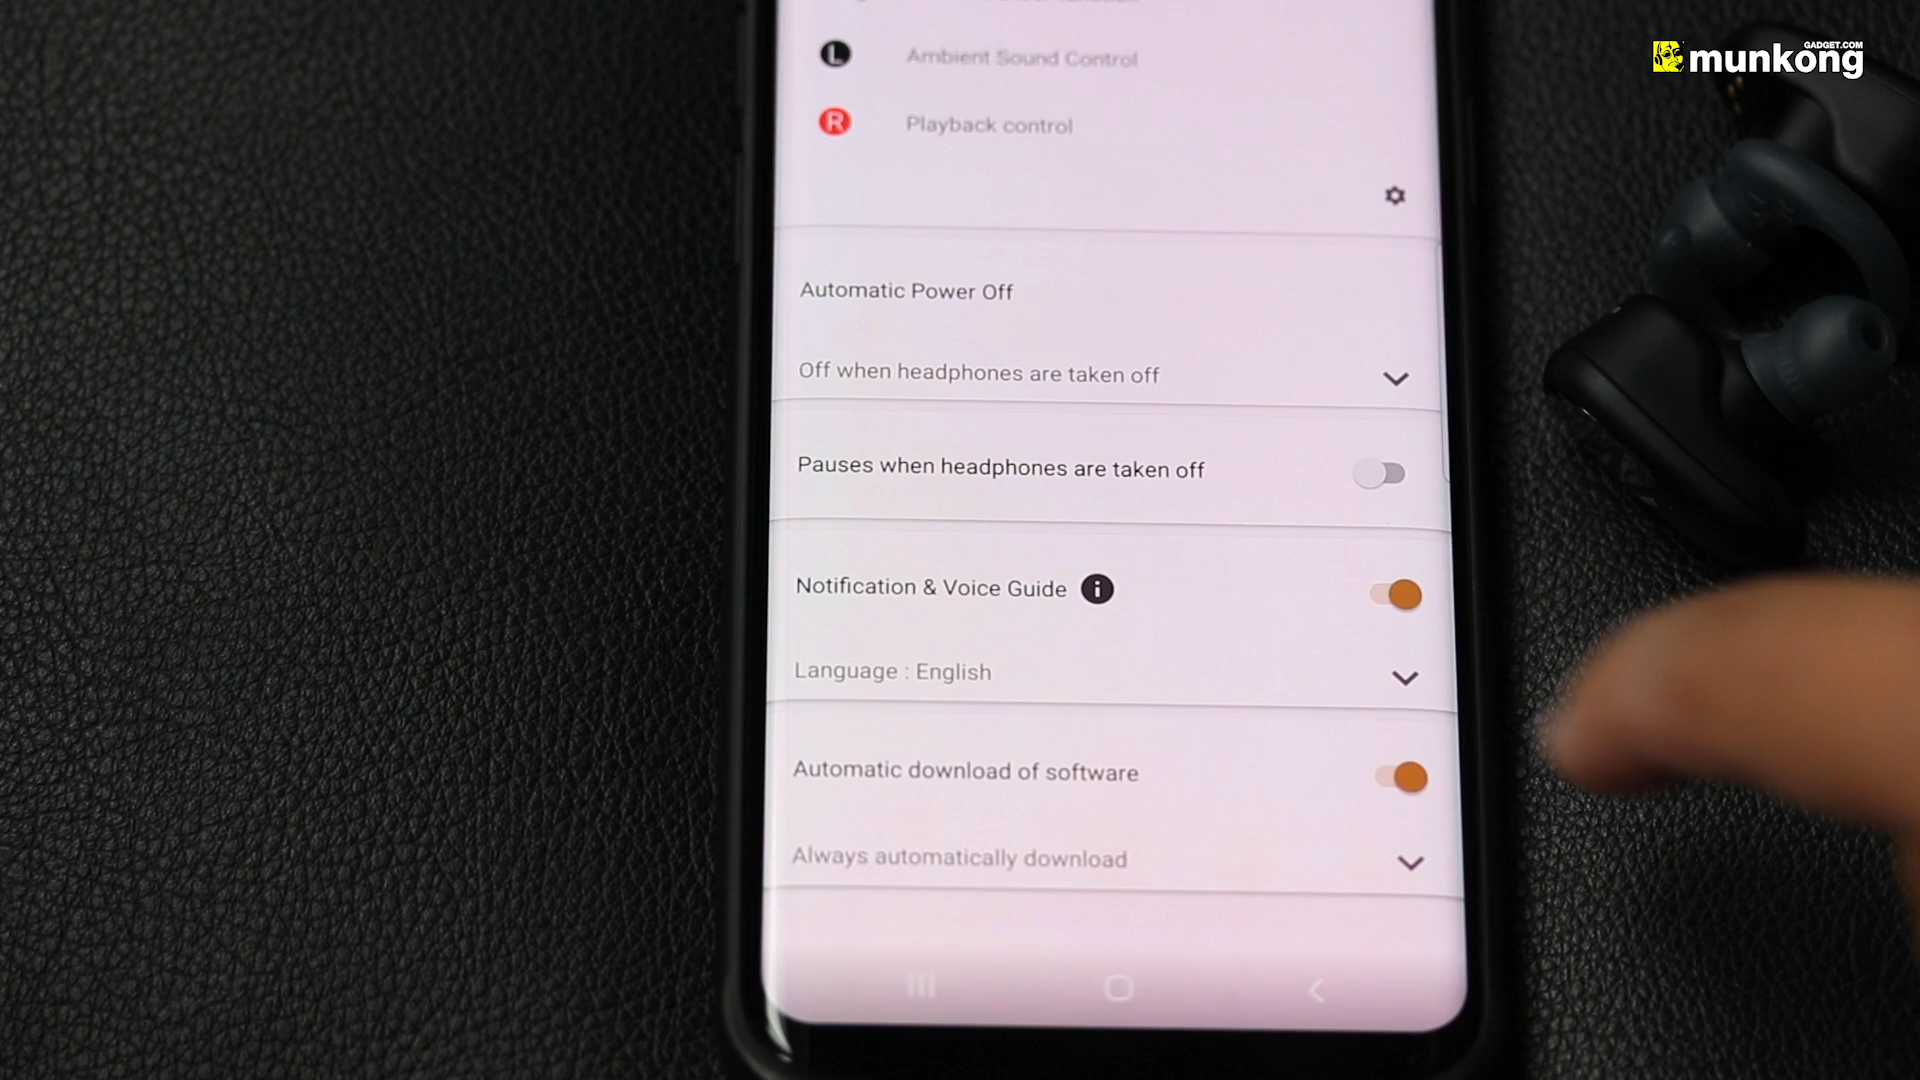 GADGET.COM
munkong
L Ambient Sound Control
R Playback control
Automatic Power Off
Off when headphones are taken off
Pauses when headphones are taken off
Notification & Voice Guide i
Language : English
Automatic download of software
Always automatically download